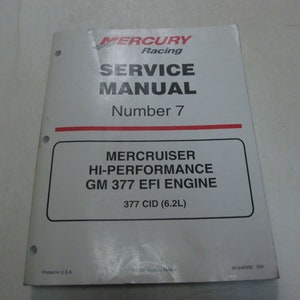 MERCURY
Racing
SERVICE
MANUAL
Number 7
MERCRUISER
HI-PERFORMANCE
GM 377 EFI ENGINE
377 CID (6.2L)
Printed in U.S.A.